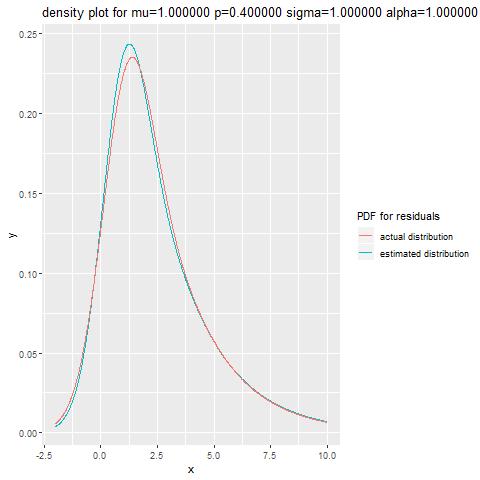 density plot for mu=1.000000 p=0.400000 sigma=1.000000 alpha=1.000000
0.25
0.20
0.15
0.10
0.05
0.00
y
-2.5 0.0 2.5 5.0 7.5 10.0
x
PDF for residuals
actual distribution
estimated distribution